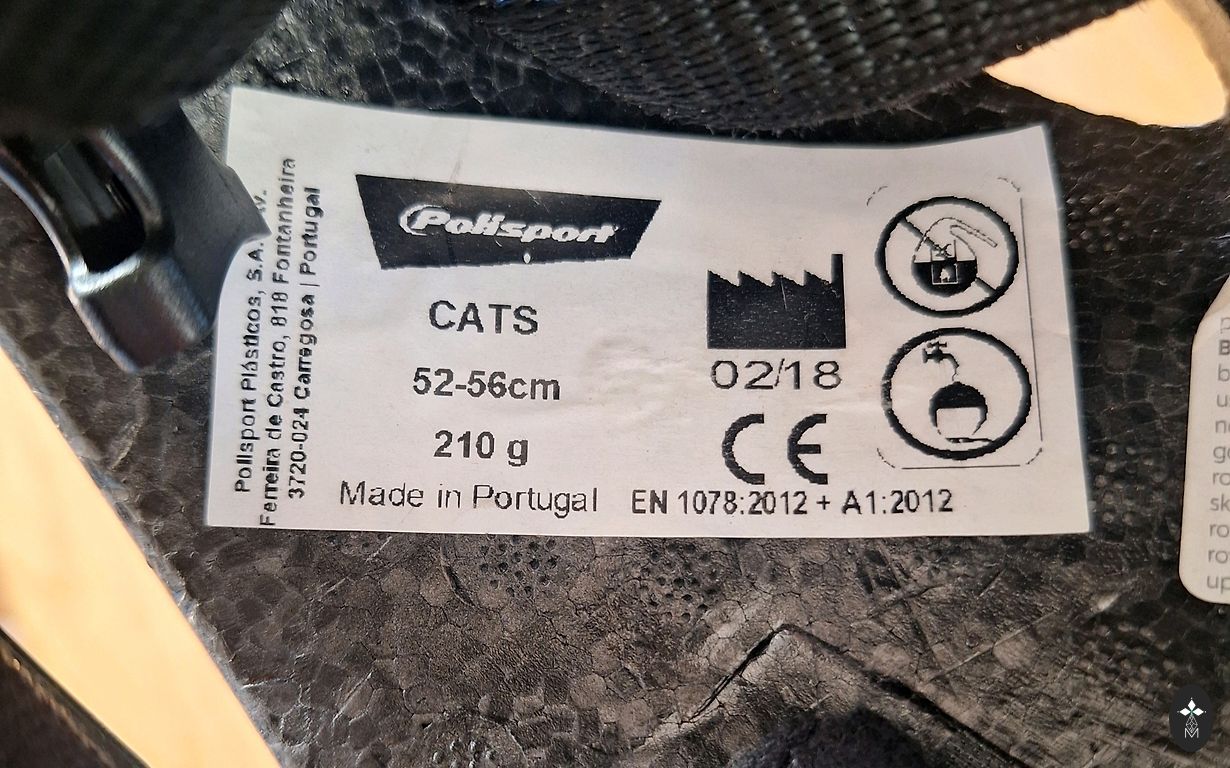 Polisport Plásticos, S.A.
Ferreira de Castro, 818 Fontanheira
3720-024 Carregosa | Portugal
Polisport
CATS
52-56cm
210 g
Made in Portugal
02/18
CE
EN 1078:2012 + A1:2012